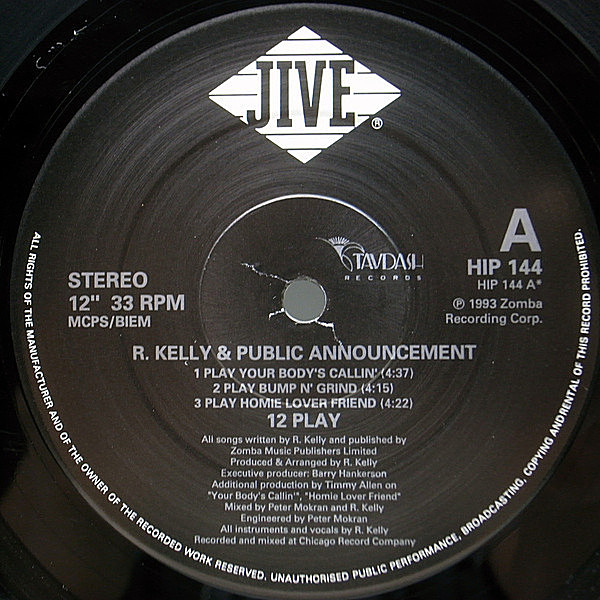 JIVE
®
TAVDASH
RECORDS
A
HIP 144
HIP 144 A*
℗ 1993 Zomba
Recording Corp.
STEREO
12" 33 RPM
MCPS/BIEM
R. KELLY & PUBLIC ANNOUNCEMENT
1 PLAY YOUR BODY'S CALLIN' (4:37)
2 PLAY BUMP N' GRIND (4:15)
3 PLAY HOMIE LOVER FRIEND (4:22)
12 PLAY
All songs written by R. Kelly and published by
Zomba Music Publishers Limited
Produced & Arranged by R. Kelly
Executive producer: Barry Hankerson
Additional production by Timmy Allen on
"Your Body's Callin'", "Homie Lover Friend"
Mixed by Peter Mokran and R. Kelly
Engineered by Peter Mokran
All instruments and vocals by R. Kelly
Recorded and mixed at Chicago Record Company
ALL RIGHTS OF THE MANUFACTURER AND OF THE OWNER OF THE RECORDED WORK RESERVED. UNAUTHORISED PUBLIC PERFORMANCE, BROADCASTING, COPYING ANDRENTAL OF THIS RECORD PROHIBITED.